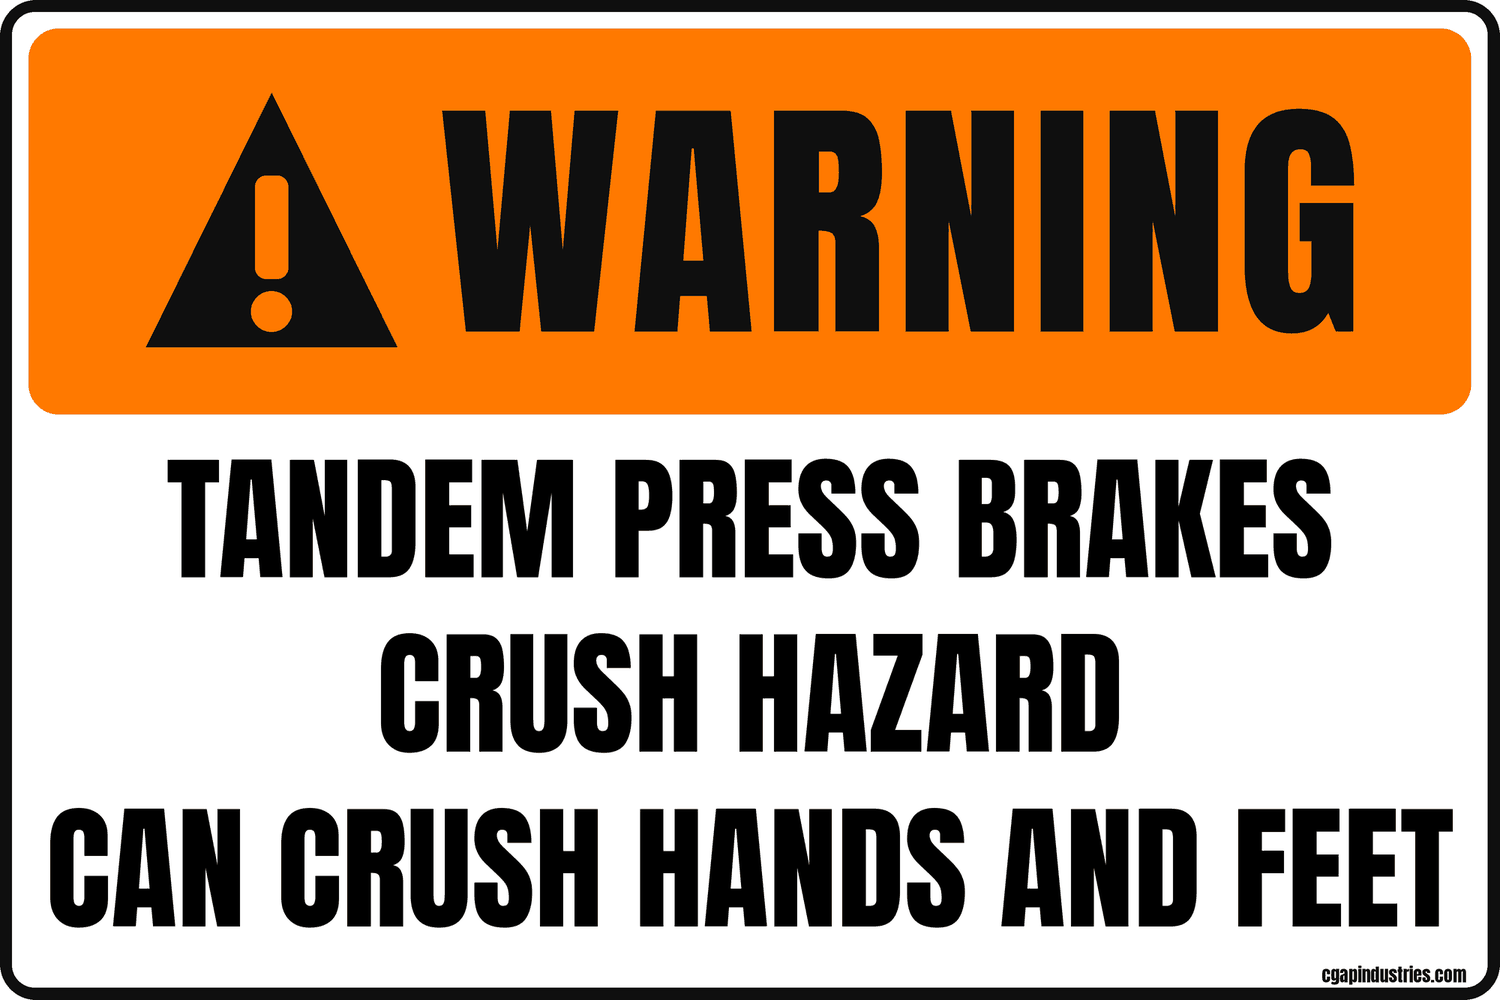 WARNING
TANDEM PRESS BRAKES
CRUSH HAZARD
CAN CRUSH HANDS AND FEET
cgapindustries.com